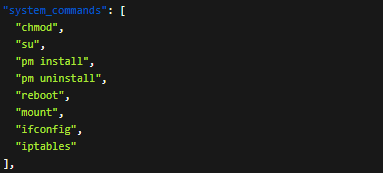 "system_commands": [
"chmod",
"su",
"pm install",
"pm uninstall",
"reboot",
"mount",
"ifconfig",
"iptables"
],